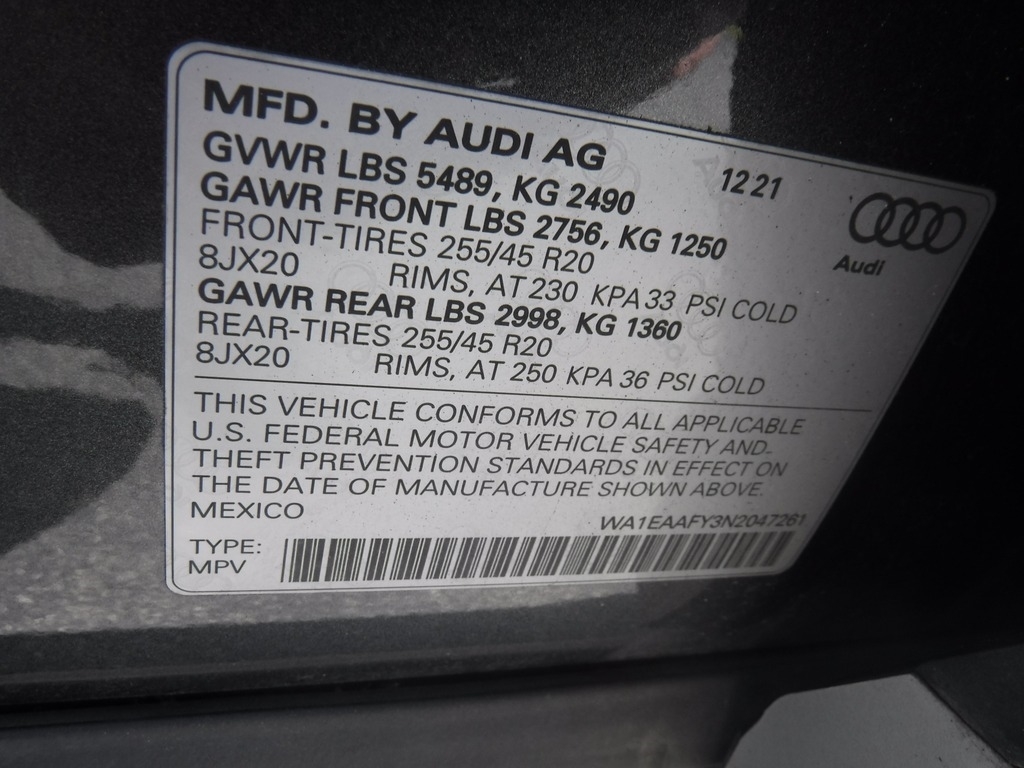 MFD. BY AUDI AG
12 21
GVWR LBS 5489, KG 2490
GAWR FRONT LBS 2756, KG 1250
FRONT-TIRES 255/45 R20
8JX20 RIMS, AT 230 KPA 33 PSI COLD
GAWR REAR LBS 2998, KG 1360
REAR-TIRES 255/45 R20
8JX20 RIMS, AT 250 KPA 36 PSI COLD
Audi
THIS VEHICLE CONFORMS TO ALL APPLICABLE
U.S. FEDERAL MOTOR VEHICLE SAFETY AND
THEFT PREVENTION STANDARDS IN EFFECT ON
THE DATE OF MANUFACTURE SHOWN ABOVE.
MEXICO
WA1EAAFY3N2047261
TYPE:
MPV